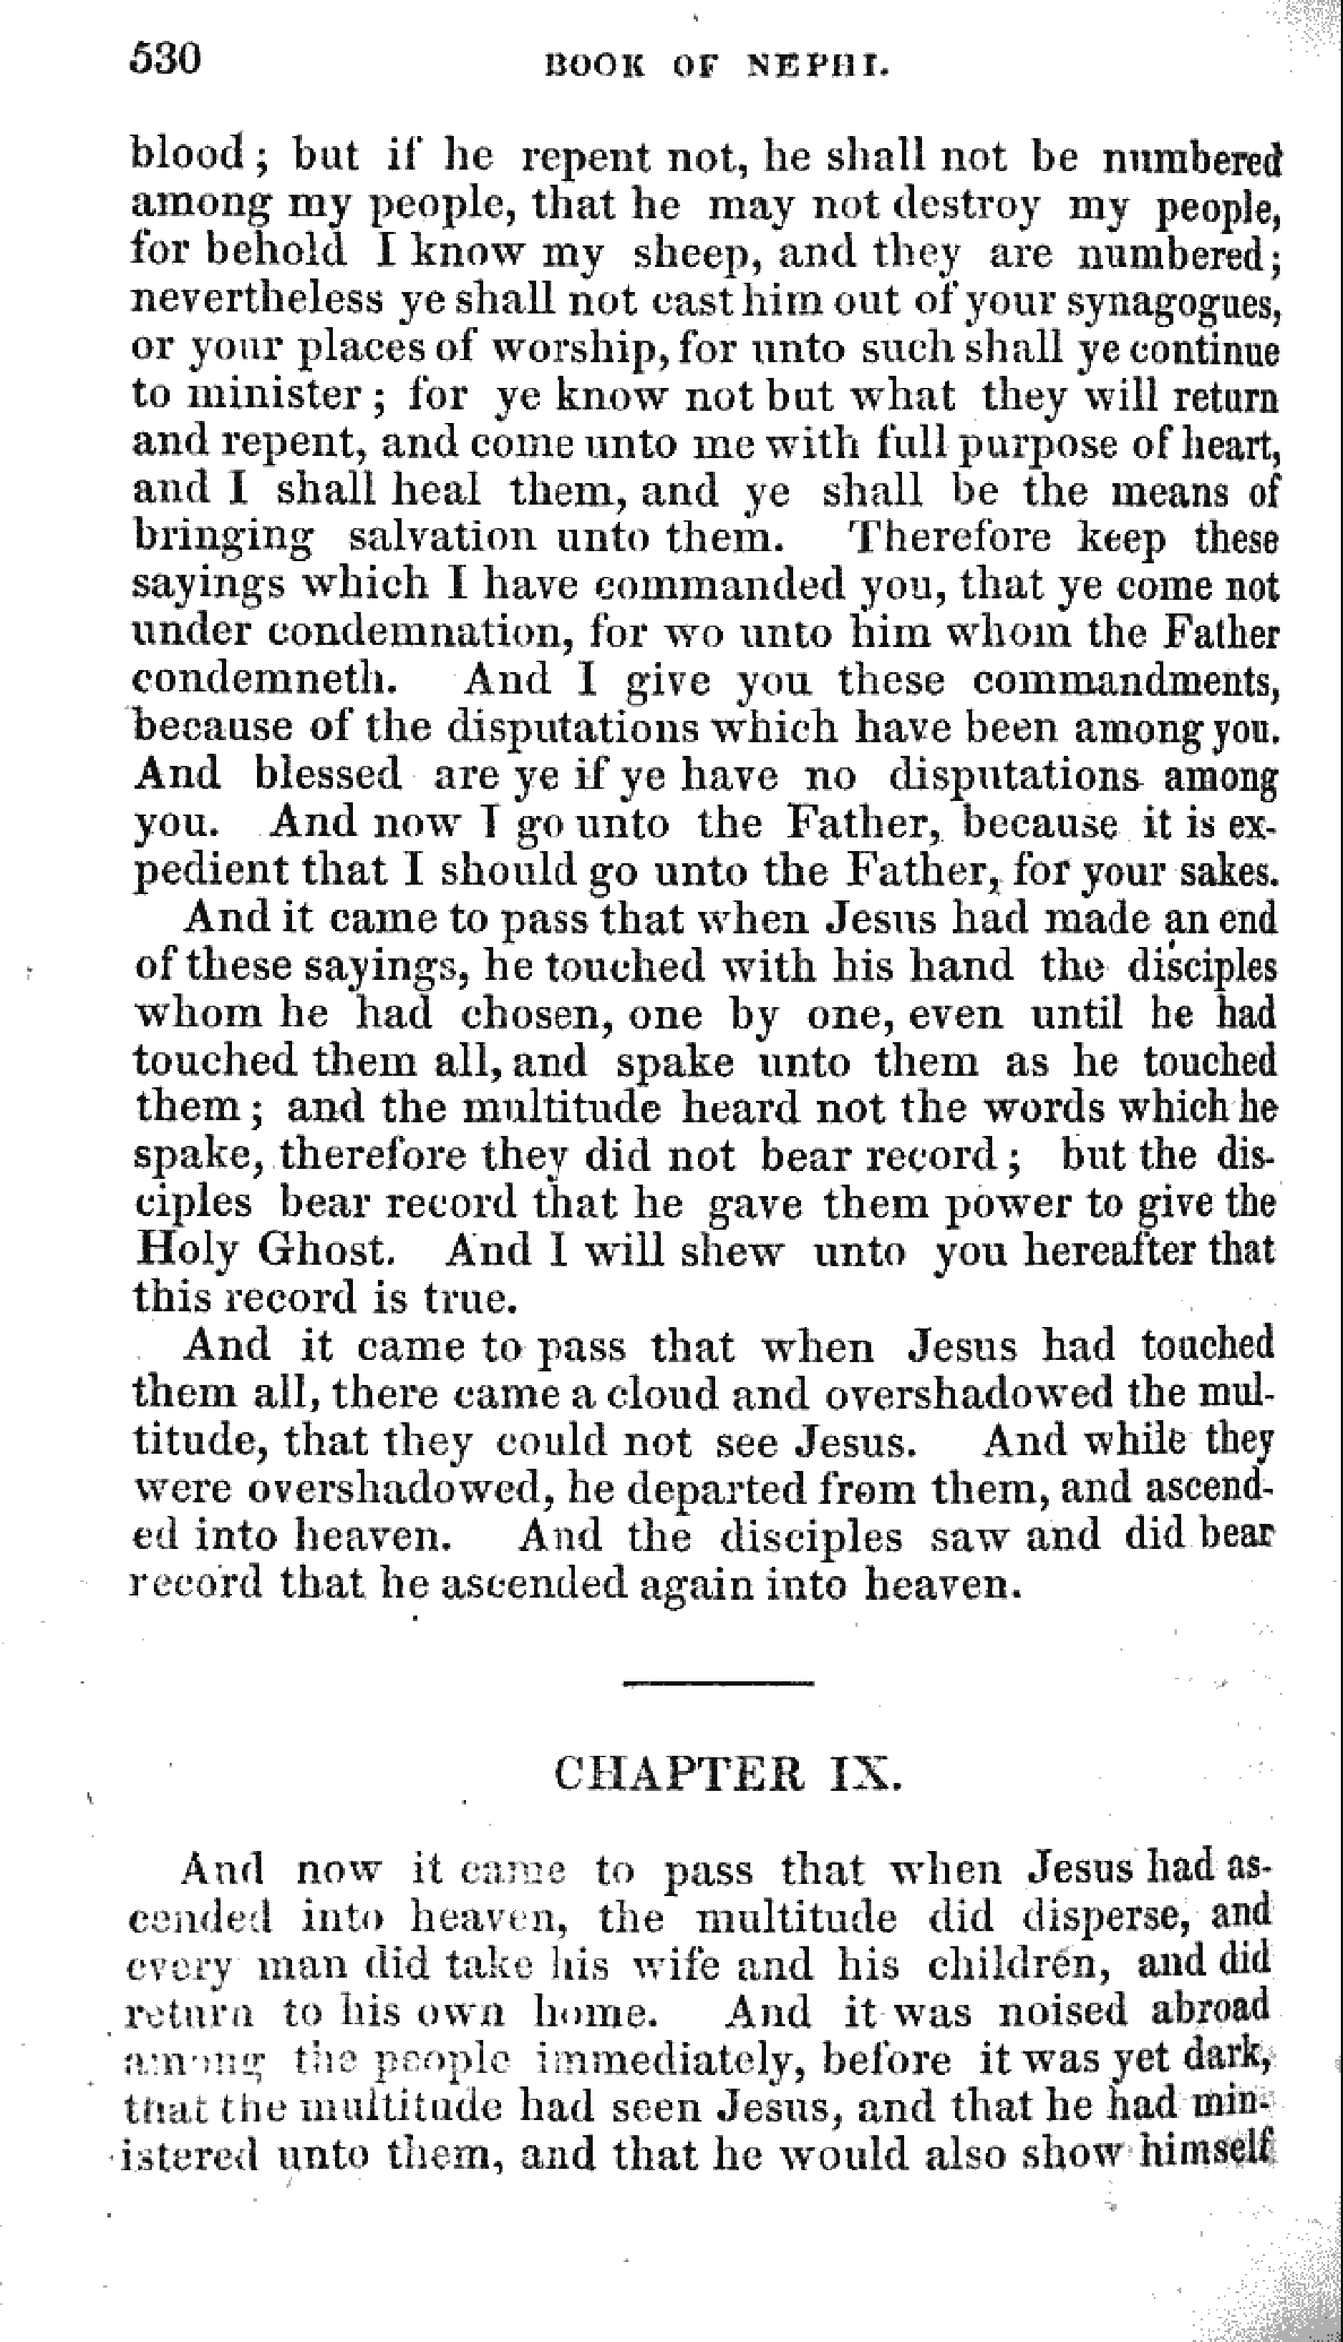 530 BOOK OF NEPHI.
blood; but if he repent not, he shall not be numbered
among my people, that he may not destroy my people,
for behold I know my sheep, and they are numbered;
nevertheless ye shall not cast him out of your synagogues,
or your places of worship, for unto such shall ye continue
to minister; for ye know not but what they will return
and repent, and come unto me with full purpose of heart,
and I shall heal them, and ye shall be the means of
bringing salvation unto them. Therefore keep these
sayings which I have commanded you, that ye come not
under condemnation, for wo unto him whom the Father
condemneth. And I give you these commandments,
because of the disputations which have been among you.
And blessed are ye if ye have no disputations among
you. And now I go unto the Father, because it is ex-
pedient that I should go unto the Father, for your sakes.
And it came to pass that when Jesus had made an end
of these sayings, he touched with his hand the disciples
whom he had chosen, one by one, even until he had
touched them all, and spake unto them as he touched
them; and the multitude heard not the words which he
spake, therefore they did not bear record; but the dis-
ciples bear record that he gave them power to give the
Holy Ghost. And I will shew unto you hereafter that
this record is true.
And it came to pass that when Jesus had touched
them all, there came a cloud and overshadowed the mul-
titude, that they could not see Jesus. And while they
were overshadowed, he departed from them, and ascend-
ed into heaven. And the disciples saw and did bear
record that he ascended again into heaven.
CHAPTER IX.
And now it came to pass that when Jesus had as-
cended into heaven, the multitude did disperse, and
every man did take his wife and his children, and did
return to his own home. And it was noised abroad
among the people immediately, before it was yet dark,
that the multitude had seen Jesus, and that he had min-
istered unto them, and that he would also show himself